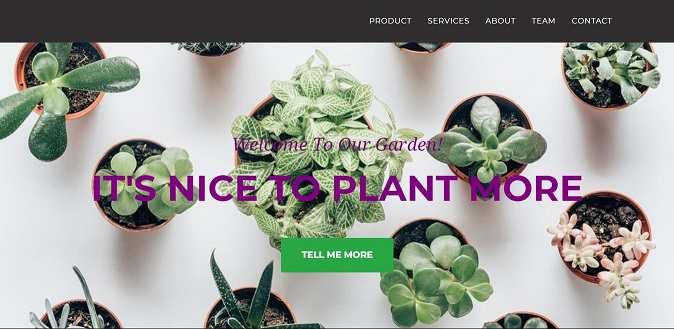 PRODUCT SERVICES ABOUT TEAM CONTACT
Welcome To Our Garden!
IT'S NICE TO PLANT MORE
TELL ME MORE